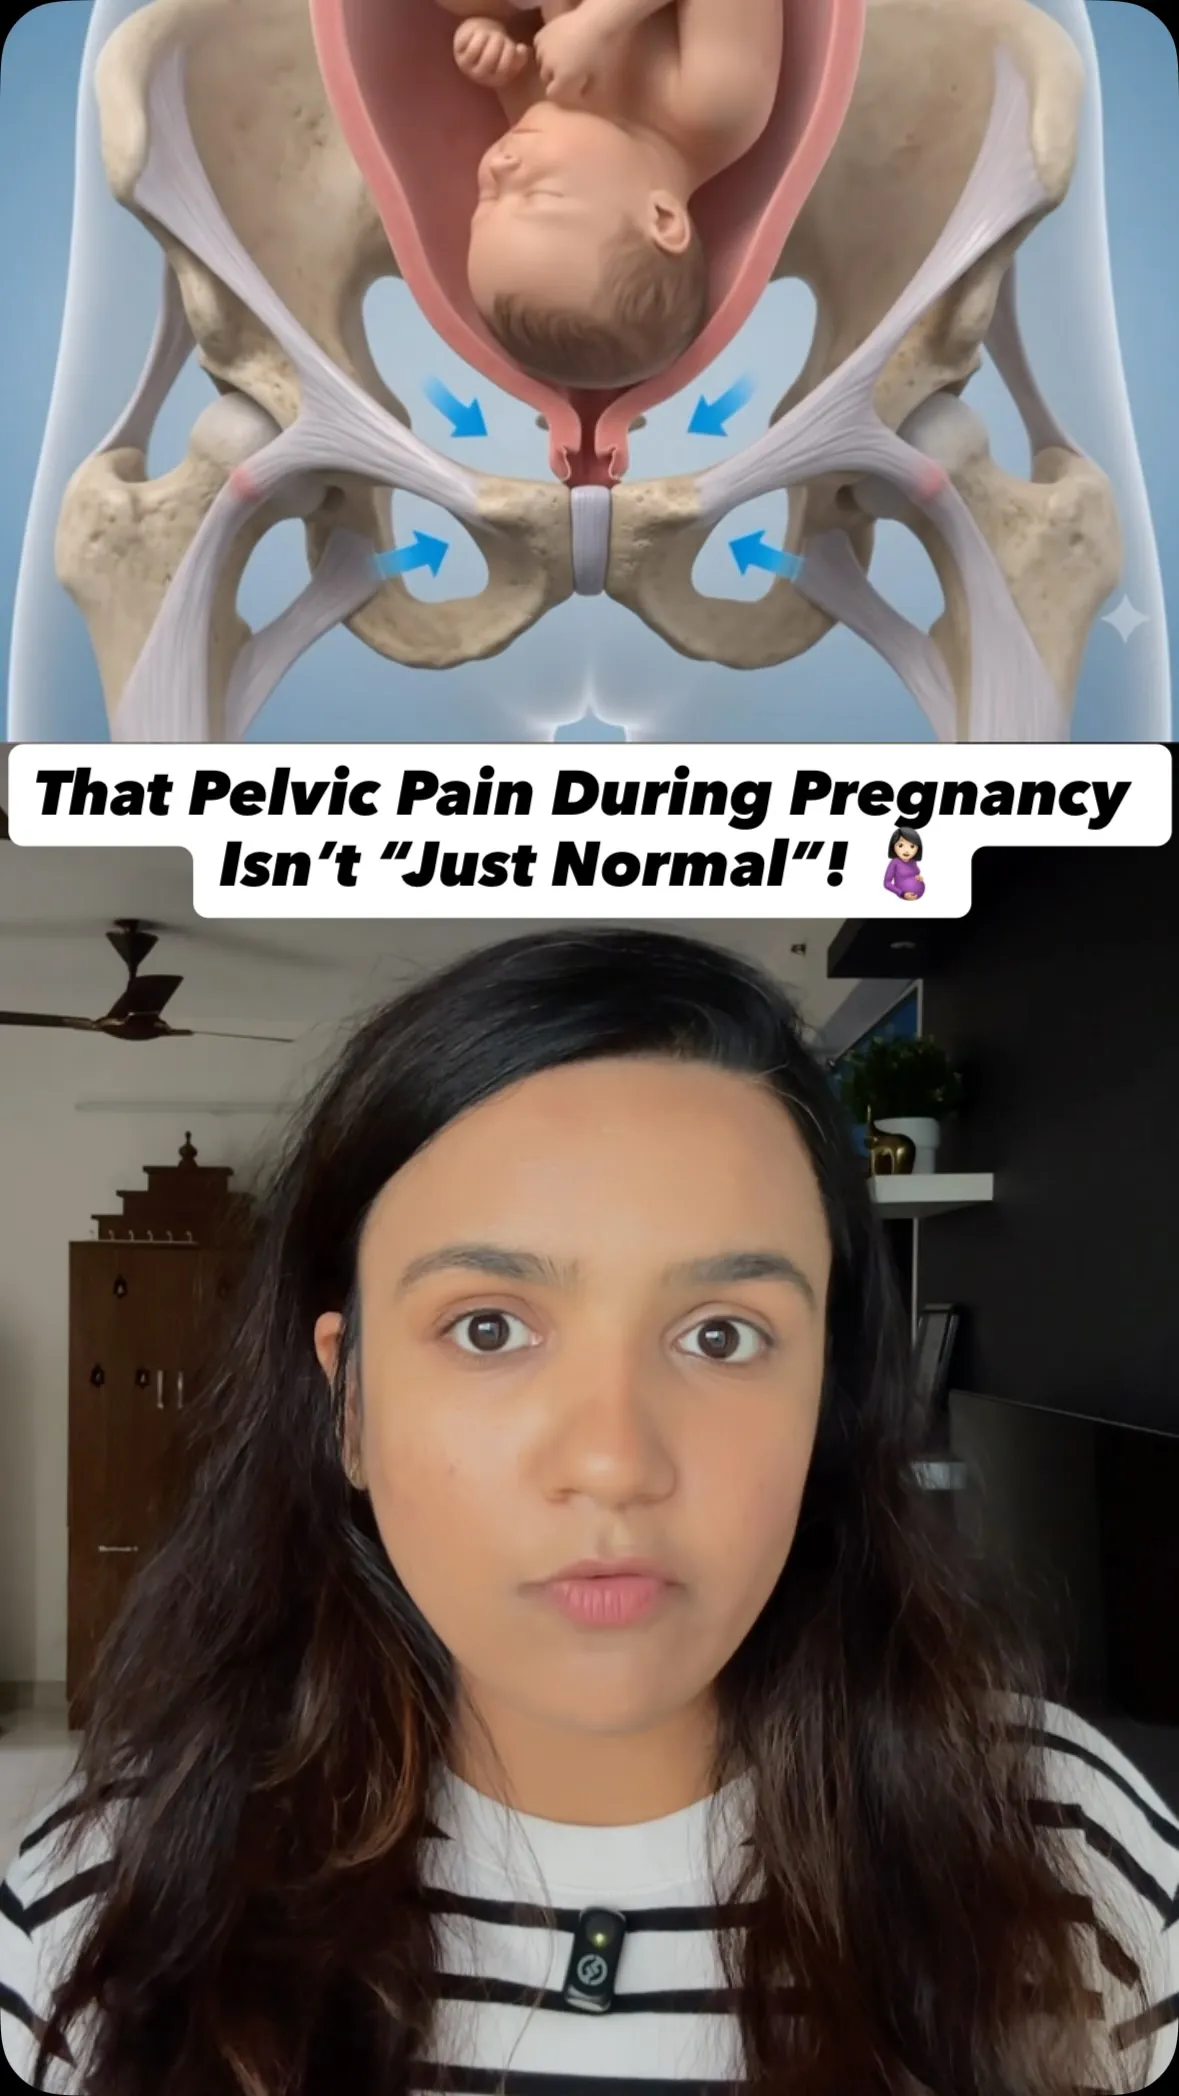 That Pelvic Pain During Pregnancy
Isn’t “Just Normal”! 🤰🏻